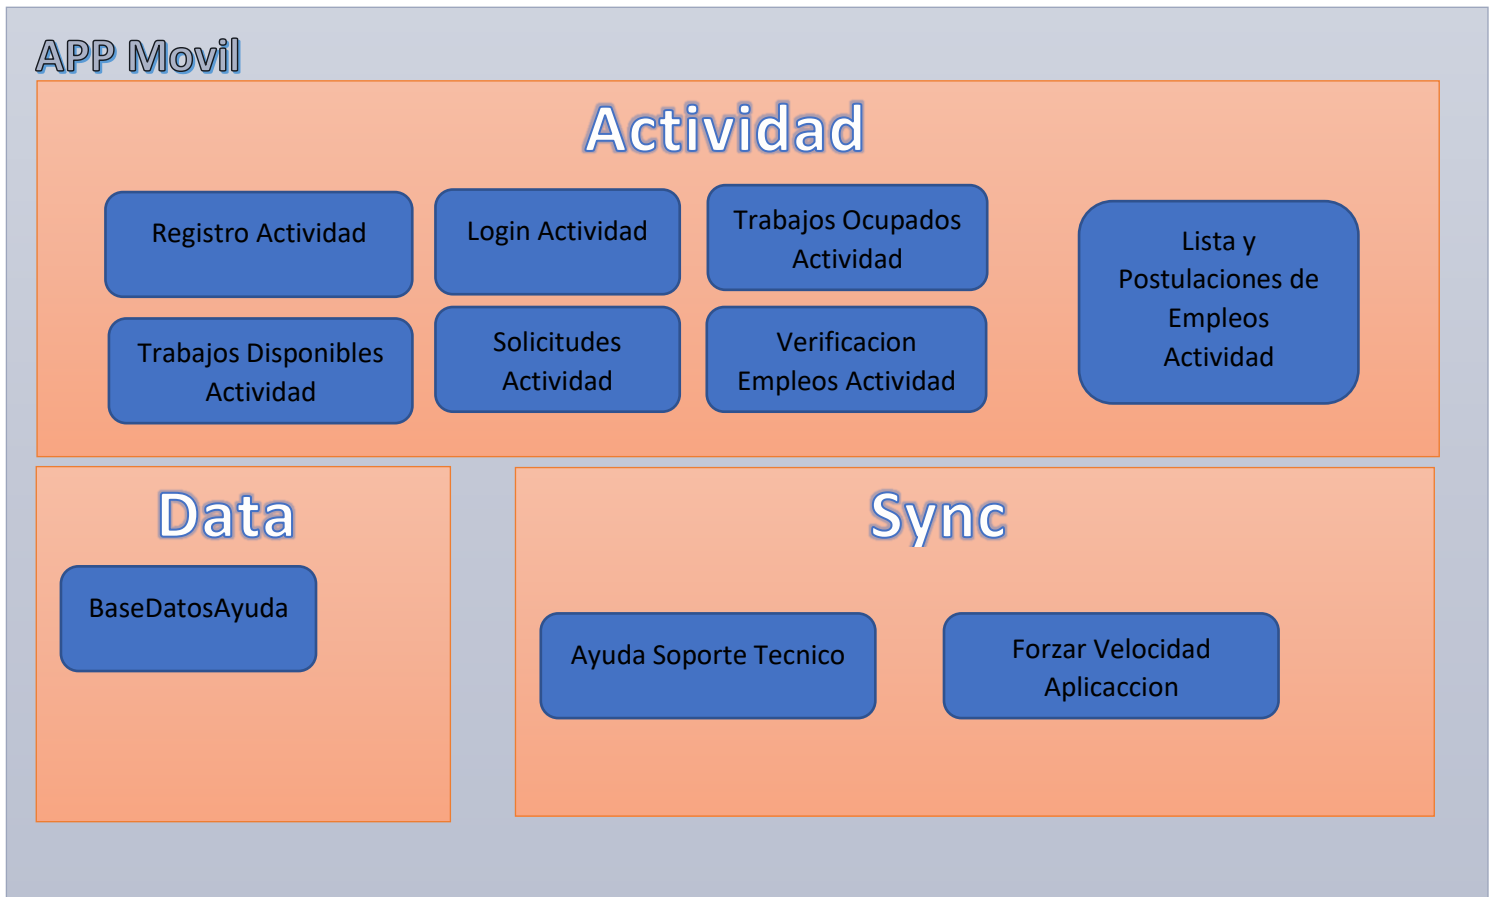 APP Movil
Actividad
Registro Actividad
Login Actividad
Trabajos Ocupados
Actividad
Lista y
Postulaciones de
Empleos
Actividad
Trabajos Disponibles
Actividad
Solicitudes
Actividad
Verificacion
Empleos Actividad
Data
BaseDatosAyuda
Sync
Ayuda Soporte Tecnico
Forzar Velocidad
Aplicaccion